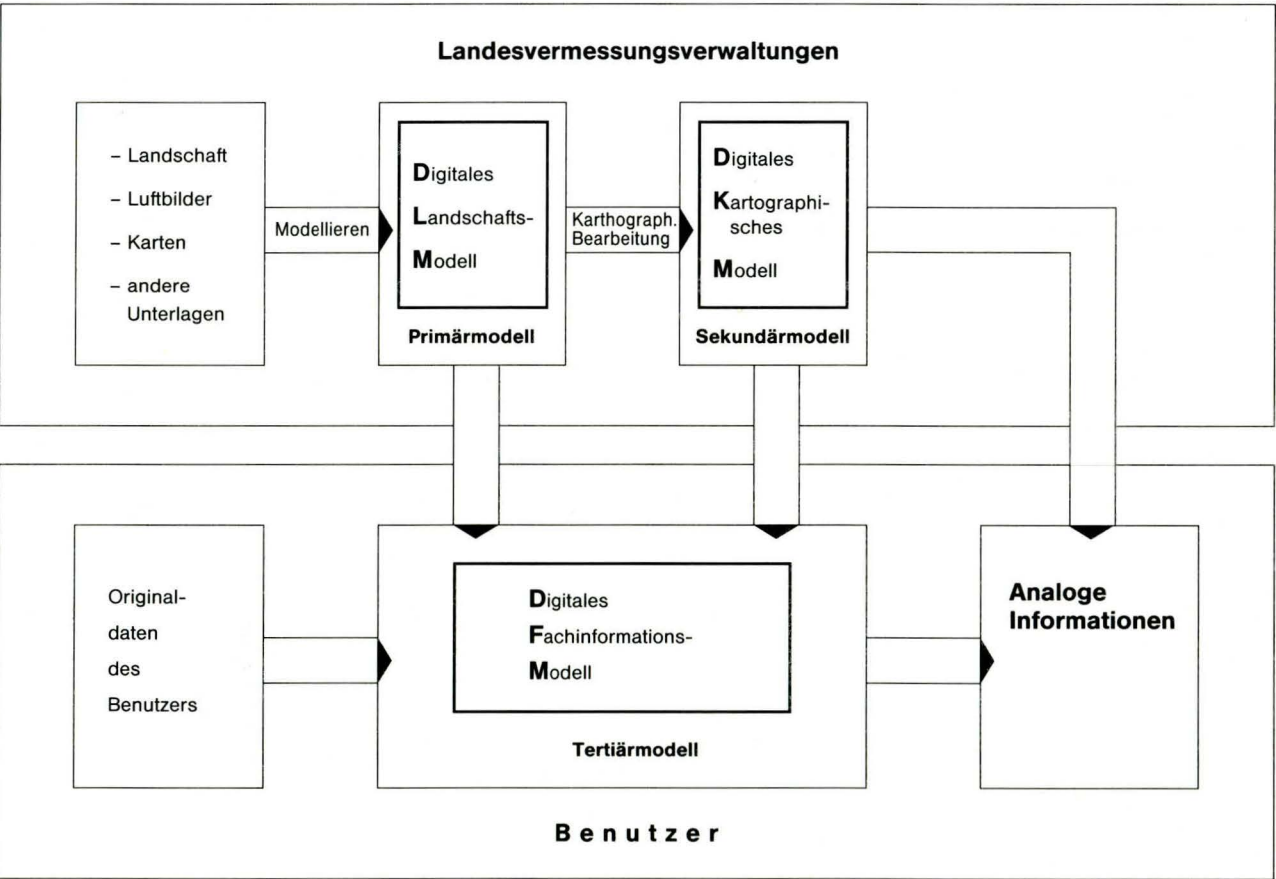 Landesvermessungsverwaltungen
– Landschaft
– Luftbilder
– Karten
– andere
Unterlagen
Modellieren
Digitales
Landschafts-
Modell
Primärmodell
Karthograph.
Bearbeitung
Digitales
Kartographi-
sches
Modell
Sekundärmodell
Original-
daten
des
Benutzers
Digitales
Fachinformations-
Modell
Tertiärmodell
Analoge
Informationen
Benutzer